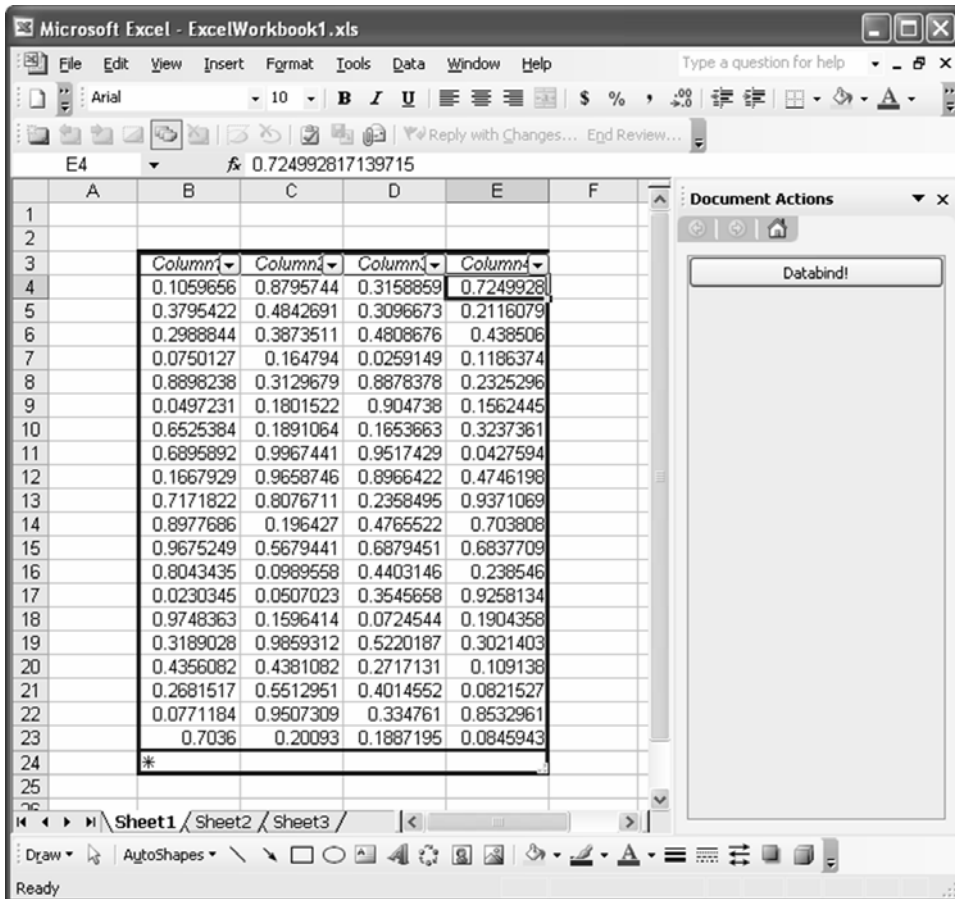 Microsoft Excel - ExcelWorkbook1.xls
File Edit View Insert Format Tools Data Window Help Type a question for help
Arial 10 B I U $ % , A
Reply with Changes... End Review...
E4 fx 0.724992817139715
A B C D E F
Document Actions
1
2
3 Column1 Column2 Column3 Column4
Databind!
4 0.1059656 0.8795744 0.3158859 0.7249928
5 0.3795422 0.4842691 0.3096673 0.2116079
6 0.2988844 0.3873511 0.4808676 0.438506
7 0.0750127 0.164794 0.0259149 0.1186374
8 0.8898238 0.3129679 0.8878378 0.2325296
9 0.0497231 0.1801522 0.904738 0.1562445
10 0.6525384 0.1891064 0.1653663 0.3237361
11 0.6895892 0.9967441 0.9517429 0.0427594
12 0.1667929 0.9658746 0.8966422 0.4746198
13 0.7171822 0.8076711 0.2358495 0.9371069
14 0.8977686 0.196427 0.4765522 0.703808
15 0.9675249 0.5679441 0.6879451 0.6837709
16 0.8043435 0.0989558 0.4403146 0.238546
17 0.0230345 0.0507023 0.3545658 0.9258134
18 0.9748363 0.1596414 0.0724544 0.1904358
19 0.3189028 0.9859312 0.5220187 0.3021403
20 0.4356082 0.4381082 0.2717131 0.109138
21 0.2681517 0.5512951 0.4014552 0.0821527
22 0.0771184 0.9507309 0.334761 0.8532961
23 0.7036 0.20093 0.1887195 0.0845943
24 *
25
Sheet1 Sheet2 Sheet3
Draw AutoShapes A A
Ready